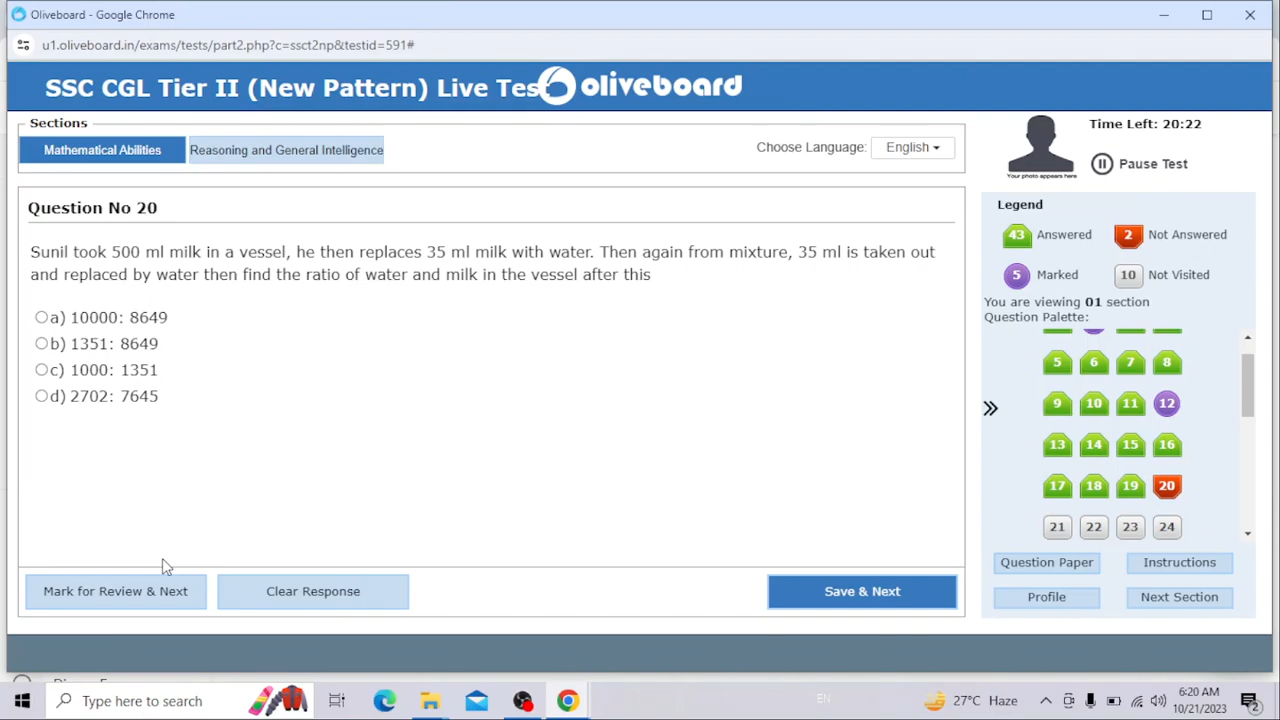 Oliveboard - Google Chrome
u1.oliveboard.in/exams/tests/part2.php?c=ssct2np&testid=591#
SSC CGL Tier II (New Pattern) Live Tes
oliveboard
Sections
Mathematical Abilities
Reasoning and General Intelligence
Choose Language:
English
Your photo appears here
Time Left: 20:22
Pause Test
Question No 20
Sunil took 500 ml milk in a vessel, he then replaces 35 ml milk with water. Then again from mixture, 35 ml is taken out
and replaced by water then find the ratio of water and milk in the vessel after this
a) 10000: 8649
b) 1351: 8649
c) 1000: 1351
d) 2702: 7645
Mark for Review & Next
Clear Response
Save & Next
Legend
43 Answered
2 Not Answered
5 Marked
10 Not Visited
You are viewing 01 section
Question Palette:
5 6 7 8
9 10 11 12
13 14 15 16
17 18 19 20
21 22 23 24
Question Paper
Instructions
Profile
Next Section
Type here to search
EN
27°C Haze
6:20 AM
10/21/2023
2